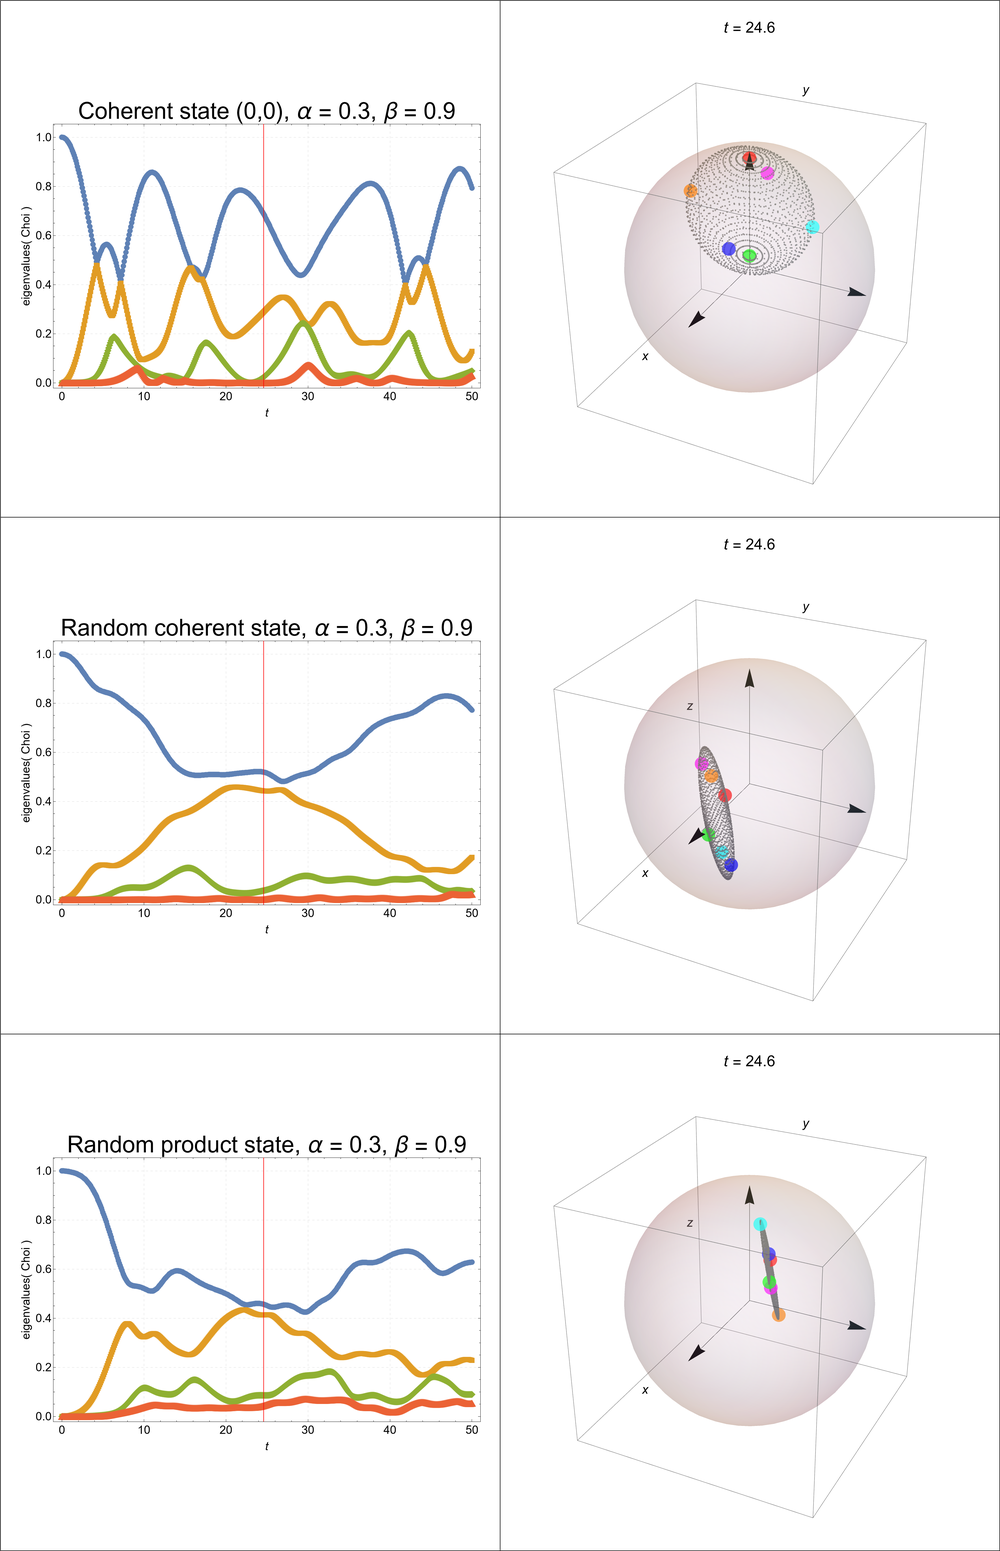 t = 24.6
Coherent state (0,0), α = 0.3, β = 0.9
y
1.0
0.8
0.6
0.4
0.2
0.0
eigenvalues( Choi )
0
10
20
30
40
50
t
x
t = 24.6
Random coherent state, α = 0.3, β = 0.9
y
1.0
0.8
0.6
0.4
0.2
0.0
eigenvalues( Choi )
0
10
20
30
40
50
t
z
x
t = 24.6
Random product state, α = 0.3, β = 0.9
y
1.0
0.8
0.6
0.4
0.2
0.0
eigenvalues( Choi )
0
10
20
30
40
50
t
z
x